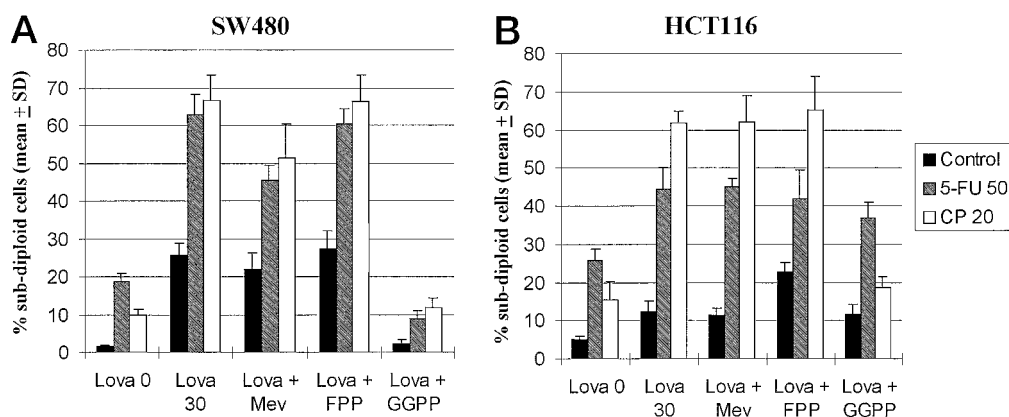 A
SW480
% sub-diploid cells (mean ± SD)
80
70
60
50
40
30
20
10
0
Lova 0
Lova 30
Lova + Mev
Lova + FPP
Lova + GGPP
B
HCT116
% sub-diploid cells (mean ± SD)
80
70
60
50
40
30
20
10
0
Lova 0
Lova 30
Lova + Mev
Lova + FPP
Lova + GGPP
Control
5-FU 50
CP 20